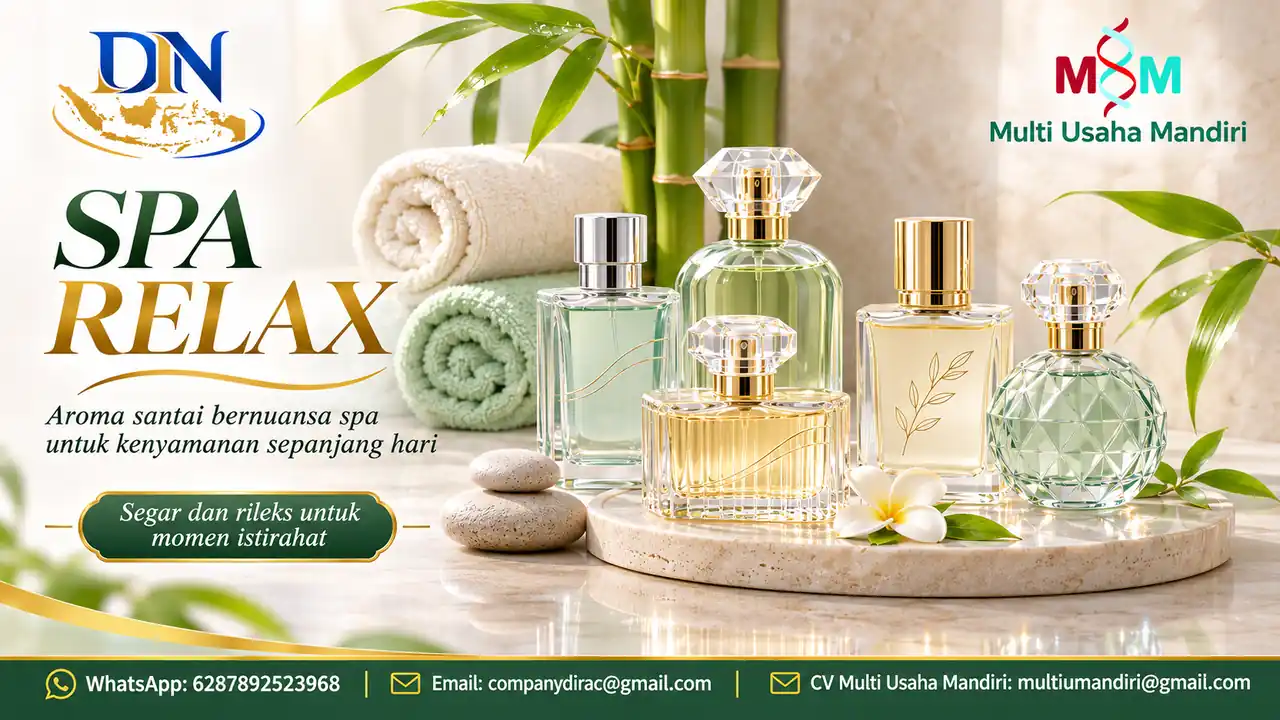 DIN
MSM
Multi Usaha Mandiri
SPA
RELAX
Aroma santai bernuansa spa
untuk kenyamanan sepanjang hari
Segar dan rileks untuk
momen istirahat
WhatsApp: 6287892523968
Email: companydirac@gmail.com
CV Multi Usaha Mandiri: multiumandiri@gmail.com